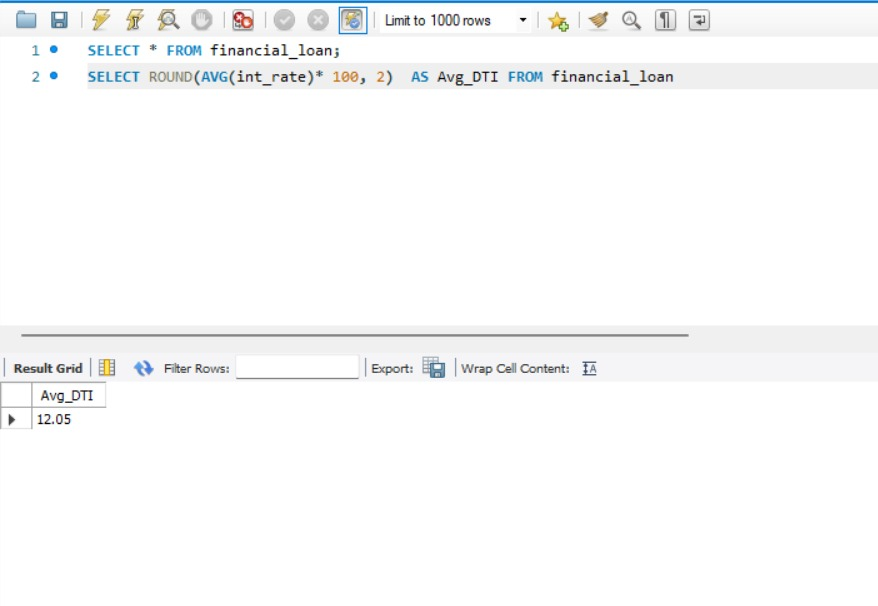 Limit to 1000 rows
1 SELECT * FROM financial_loan;
2 SELECT ROUND(AVG(int_rate)* 100, 2)  AS Avg_DTI FROM financial_loan
Result Grid Filter Rows: Export: Wrap Cell Content:
Avg_DTI
12.05